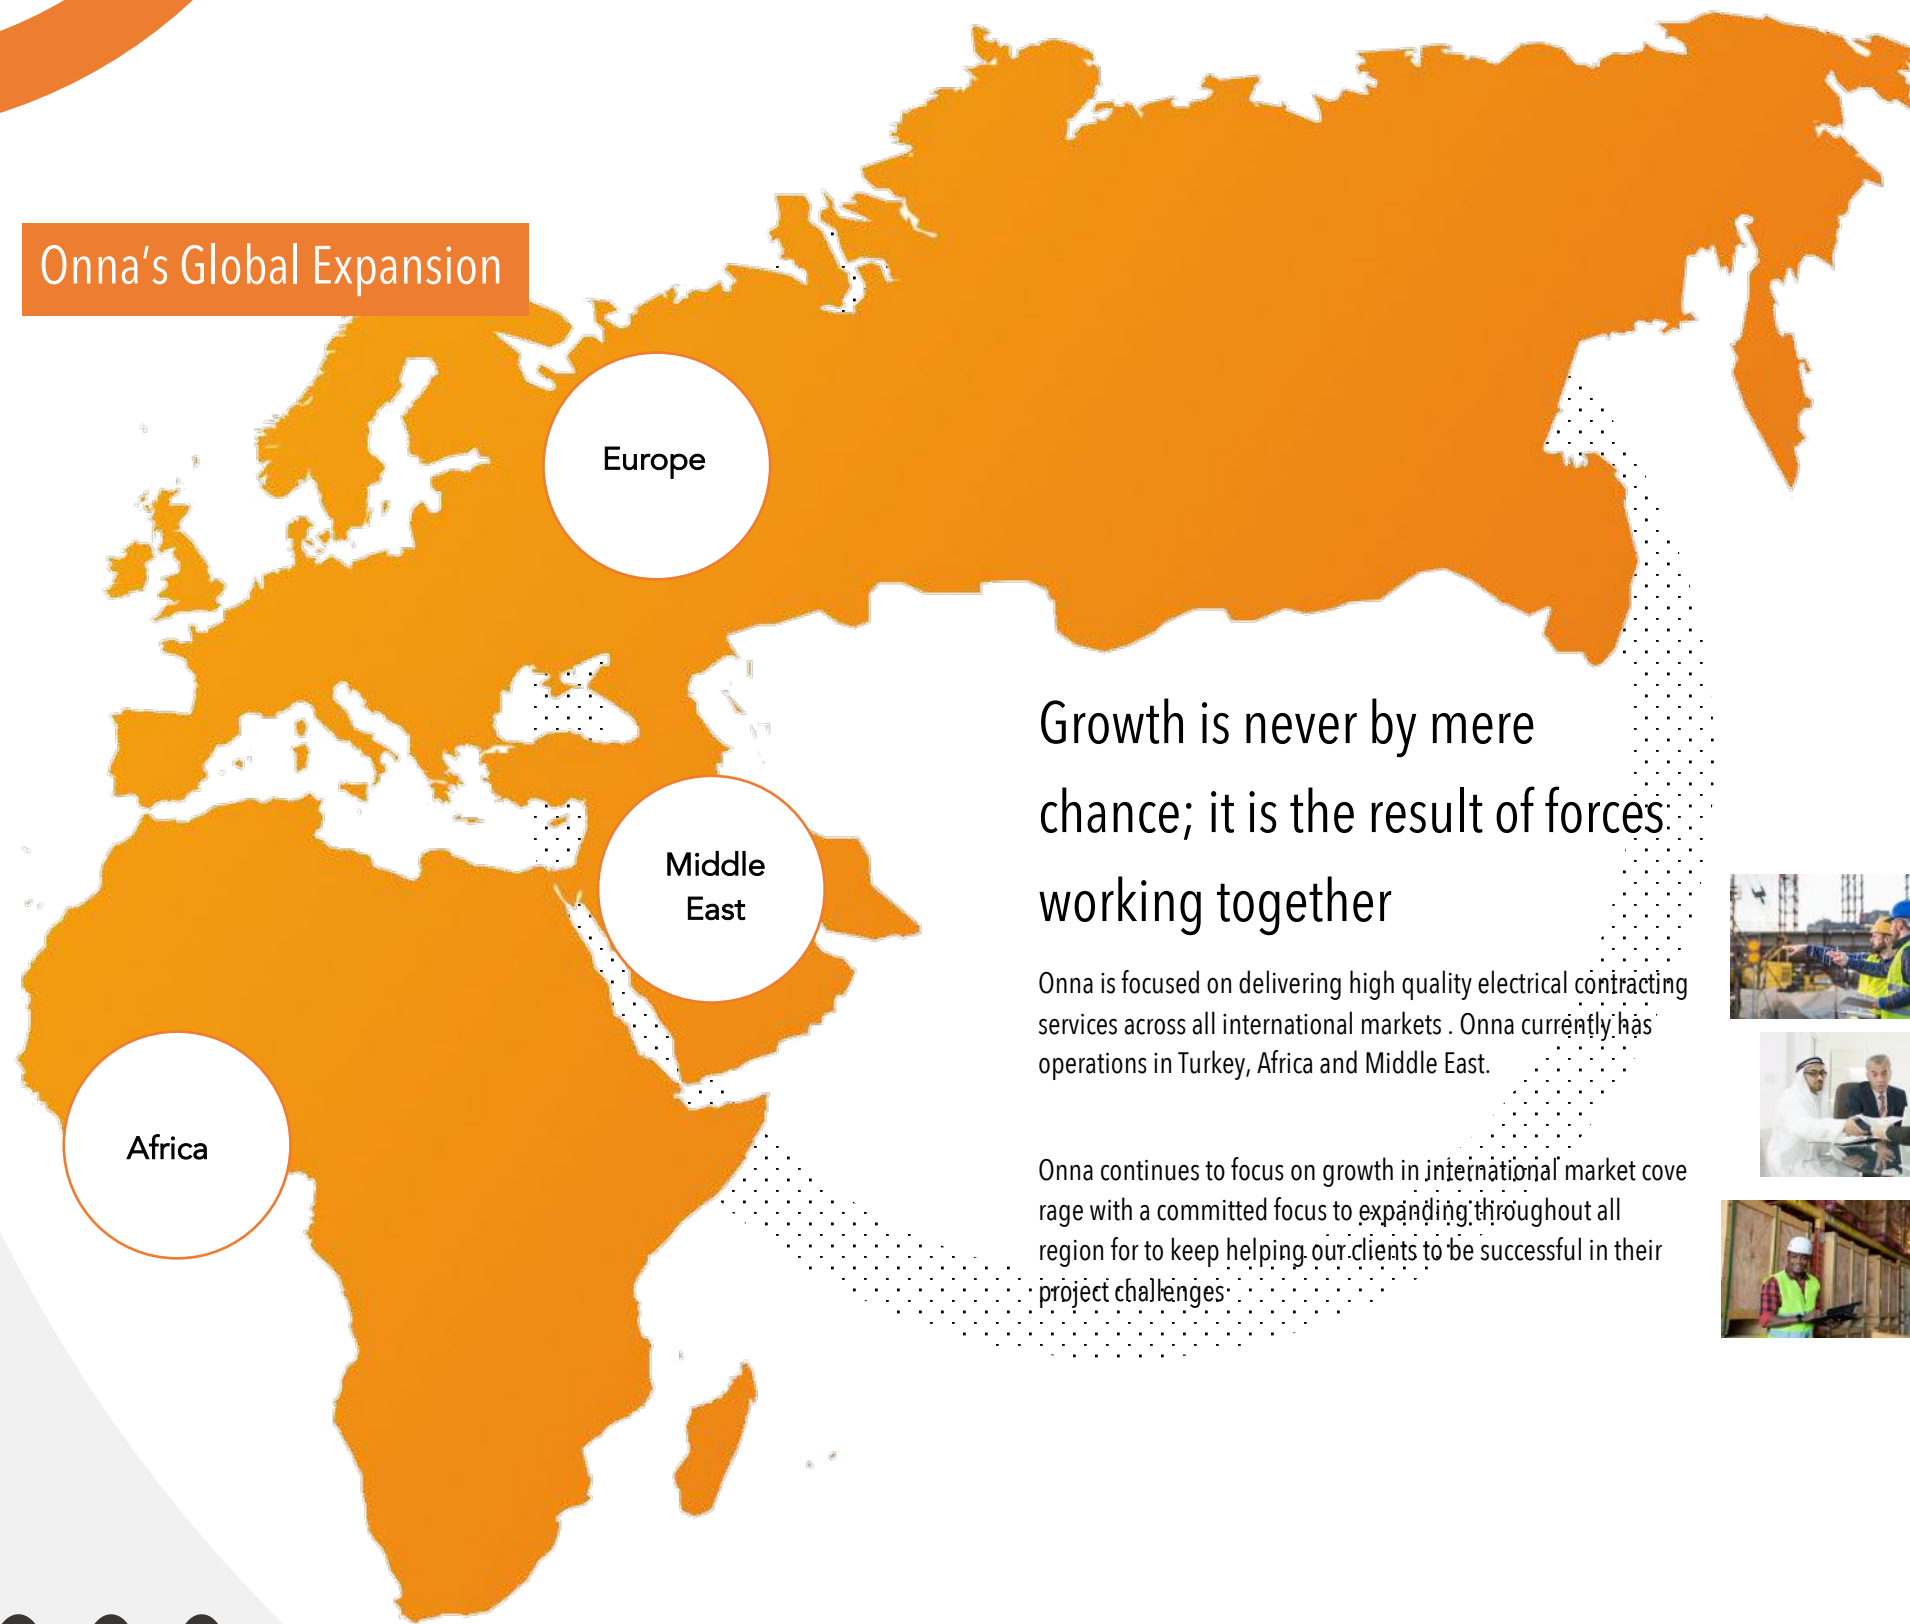 Onna's Global Expansion
Europe
Middle
East
Africa
Growth is never by mere
chance; it is the result of forces
working together
Onna is focused on delivering high quality electrical contracting
services across all international markets . Onna currently has
operations in Turkey, Africa and Middle East.
Onna continues to focus on growth in international market cove
rage with a committed focus to expanding throughout all
region for to keep helping our clients to be successful in their
project challenges